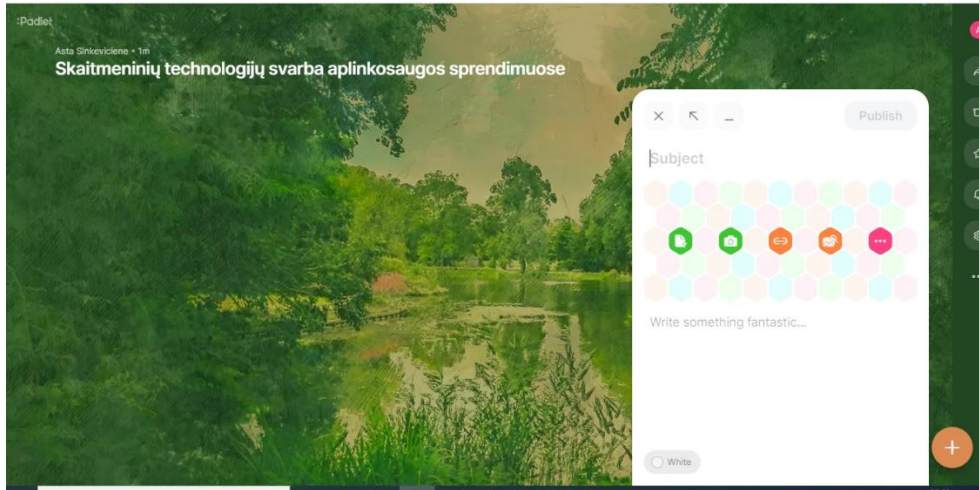 :Padlet
Asta Sinkeviciene • 1m
Skaitmeninių technologijų svarba aplinkosaugos sprendimuose
Publish
Subject
Write something fantastic...
White